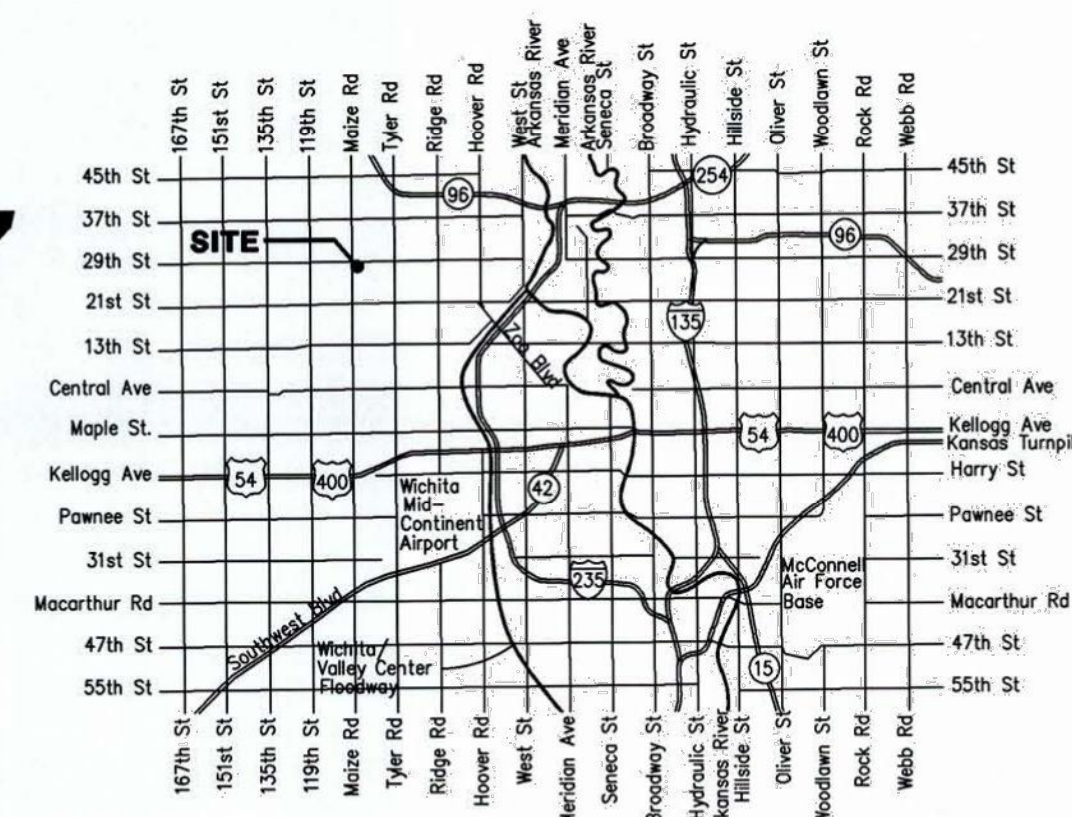 167th St
151st St
135th St
119th St
Maize Rd
Tyler Rd
Ridge Rd
Hoover Rd
West St
Arkansas River
Meridian Ave
Arkansas River
Seneca St
Broadway St
Hydraulic St
Hillside St
Oliver St
Woodlawn St
Rock Rd
Webb Rd
45th St
37th St
29th St
21st St
13th St
Central Ave
Maple St.
Kellogg Ave
Pawnee St
31st St
Macarthur Rd
47th St
55th St
SITE
96
254
96
135
Zoo Blvd
54
400
54
400
42
Wichita
Mid-
Continent
Airport
235
McConnell
Air Force
Base
Southwest Blvd
Wichita/
Valley Center
Floodway
15
45th St
37th St
29th St
21st St
13th St
Central Ave
Kellogg Ave
Kansas Turnpi
Harry St
Pawnee St
31st St
Macarthur Rd
47th St
55th St
167th St
151st St
135th St
119th St
Maize Rd
Tyler Rd
Ridge Rd
Hoover Rd
West St
Meridian Ave
Seneca St
Broadway St
Hydraulic St
kansas River
Hillside St
Oliver St
Woodlawn St
Rock Rd
Webb Rd